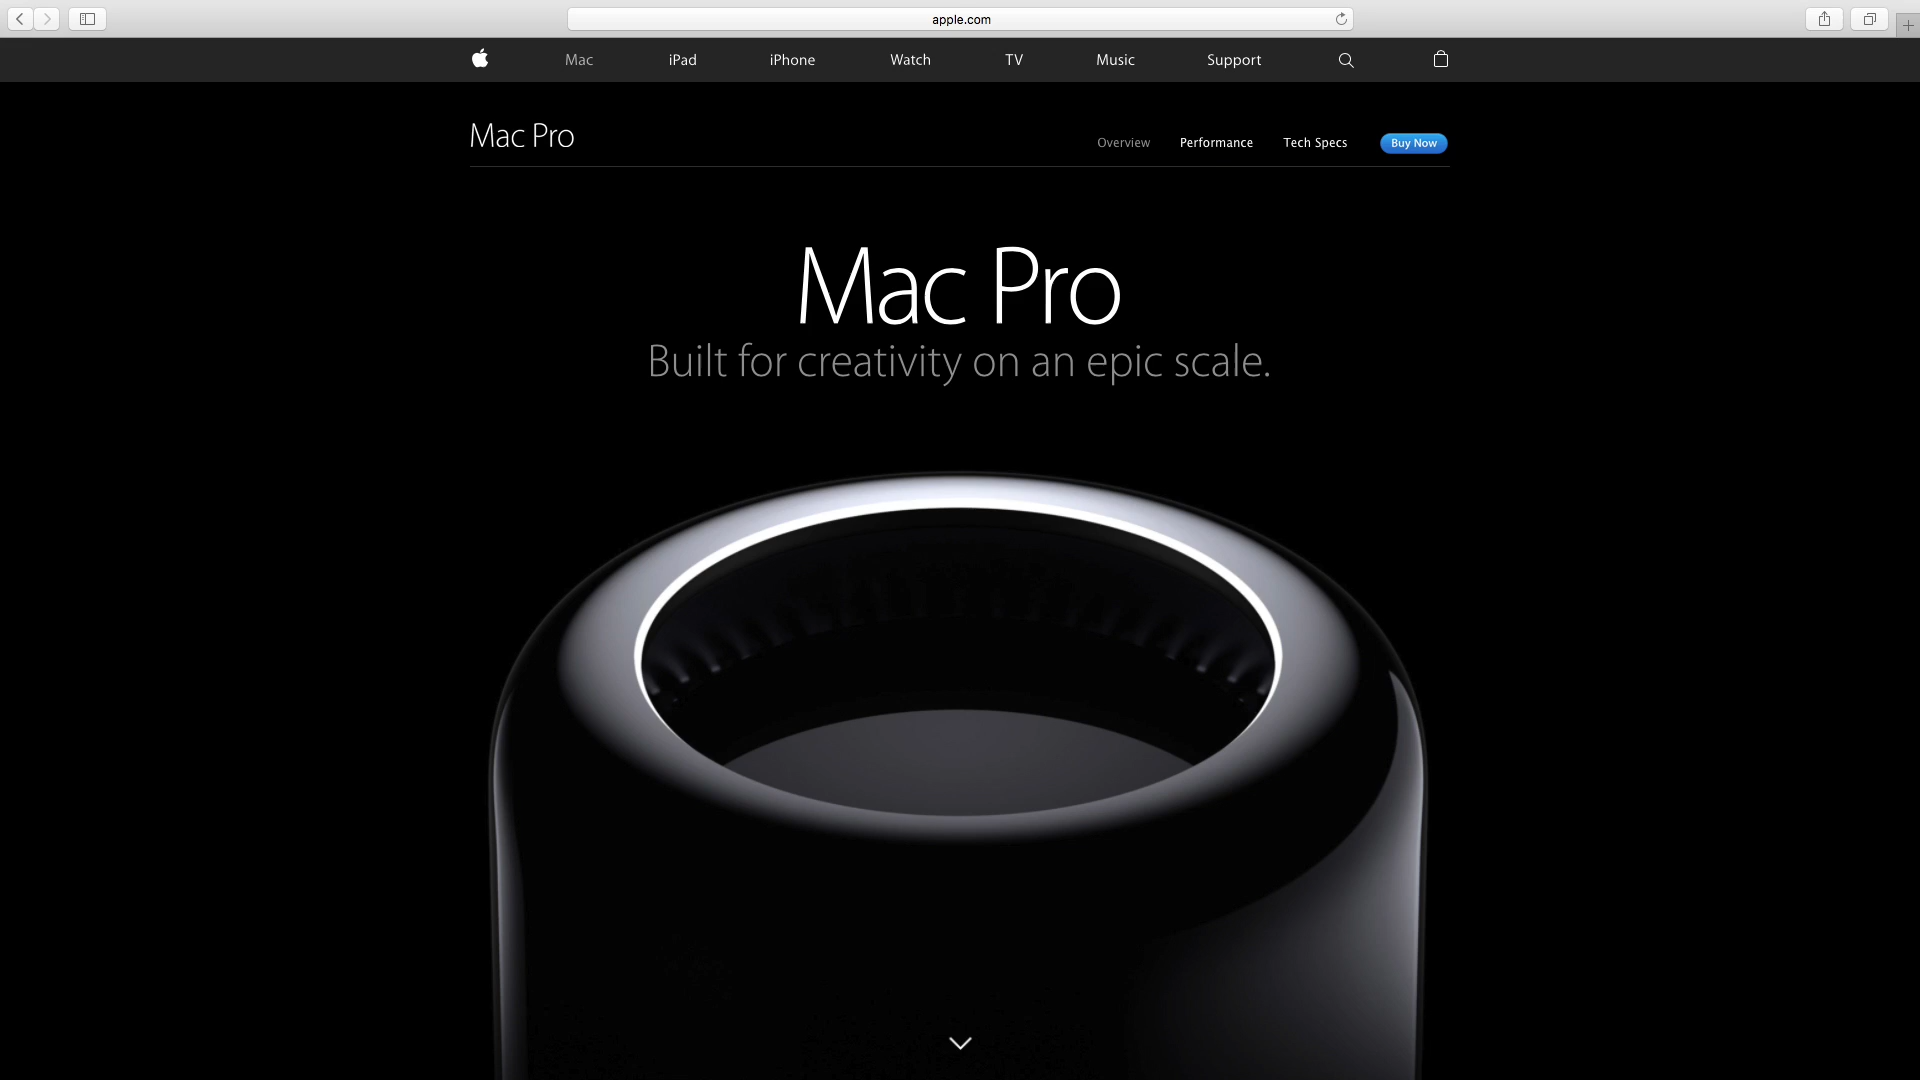 apple.com
Mac iPad iPhone Watch TV Music Support
Mac Pro
Overview Performance Tech Specs Buy Now
Mac Pro
Built for creativity on an epic scale.